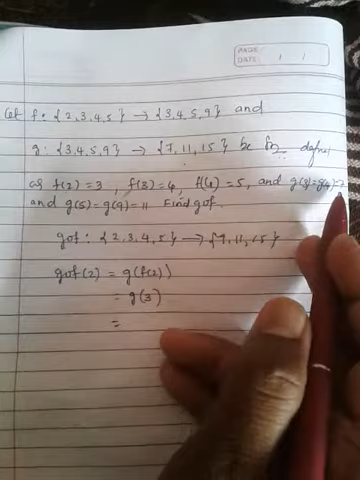 PAGE:
DATE: / /
Let f: {2, 3, 4, 5} → {3, 4, 5, 9} and
g: {3, 4, 5, 9} → {7, 11, 15} be fn define
as f(2) = 3, f(3) = 4, f(4) = 5, and g(3) = g(4) = 7
and g(5) = g(9) = 11 Find gof.
gof: {2, 3, 4, 5} → {7, 11, 15}
gof(2) = g(f(2))
= g(3)
=